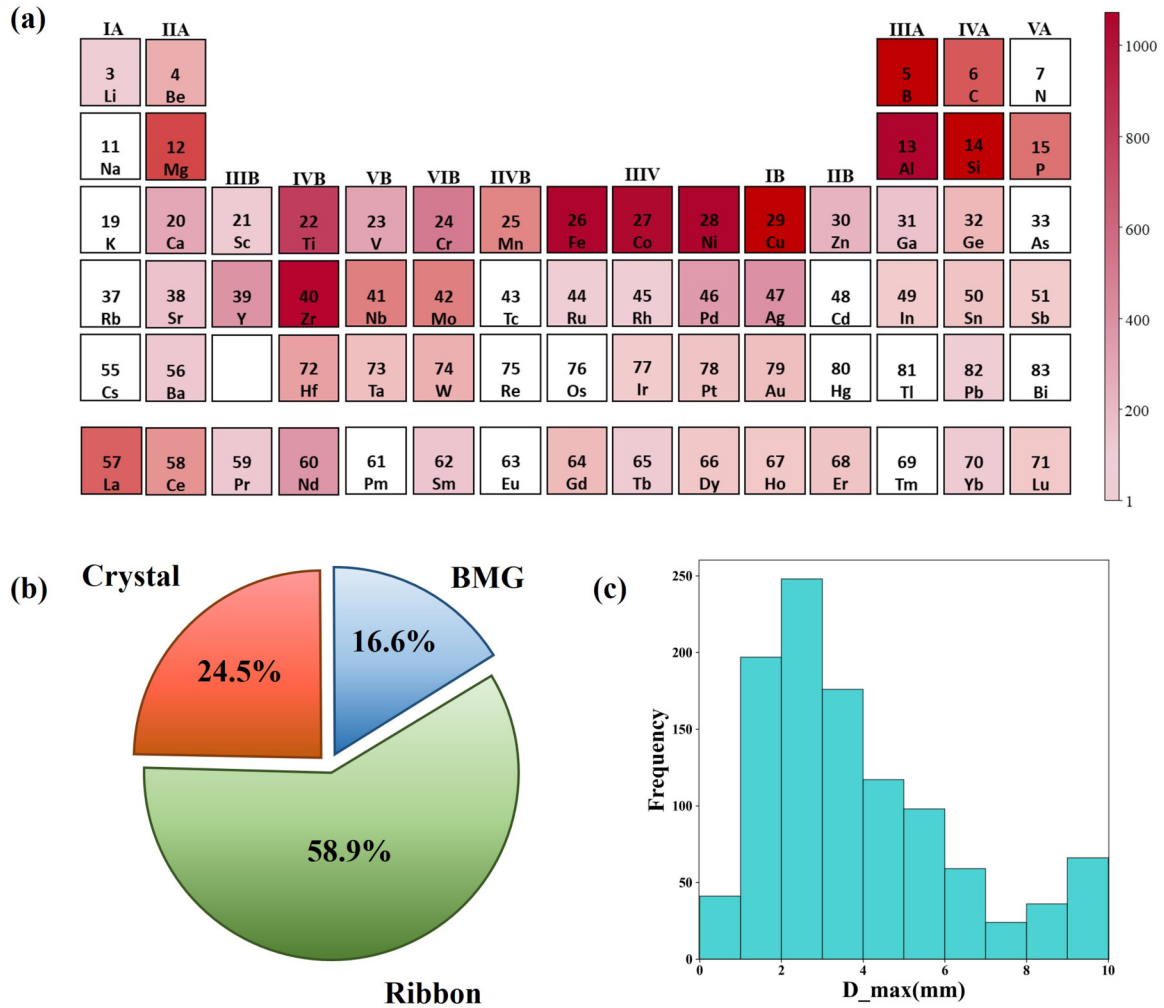 (a)
IA IIA IIIA IVA VA
3 4 5 6 7
Li Be B C N
11 12 13 14 15
Na Mg Al Si P
IIIB IVB VB VIB IIVB IIIV IB IIB
19 20 21 22 23 24 25 26 27 28 29 30 31 32 33
K Ca Sc Ti V Cr Mn Fe Co Ni Cu Zn Ga Ge As
37 38 39 40 41 42 43 44 45 46 47 48 49 50 51
Rb Sr Y Zr Nb Mo Tc Ru Rh Pd Ag Cd In Sn Sb
55 56 72 73 74 75 76 77 78 79 80 81 82 83
Cs Ba Hf Ta W Re Os Ir Pt Au Hg Tl Pb Bi
57 58 59 60 61 62 63 64 65 66 67 68 69 70 71
La Ce Pr Nd Pm Sm Eu Gd Tb Dy Ho Er Tm Yb Lu
1000
800
600
400
200
1
(b)
Crystal
BMG
16.6%
24.5%
58.9%
Ribbon
(c)
250
200
150
100
50
0
Frequency
0 2 4 6 8 10
D_max(mm)